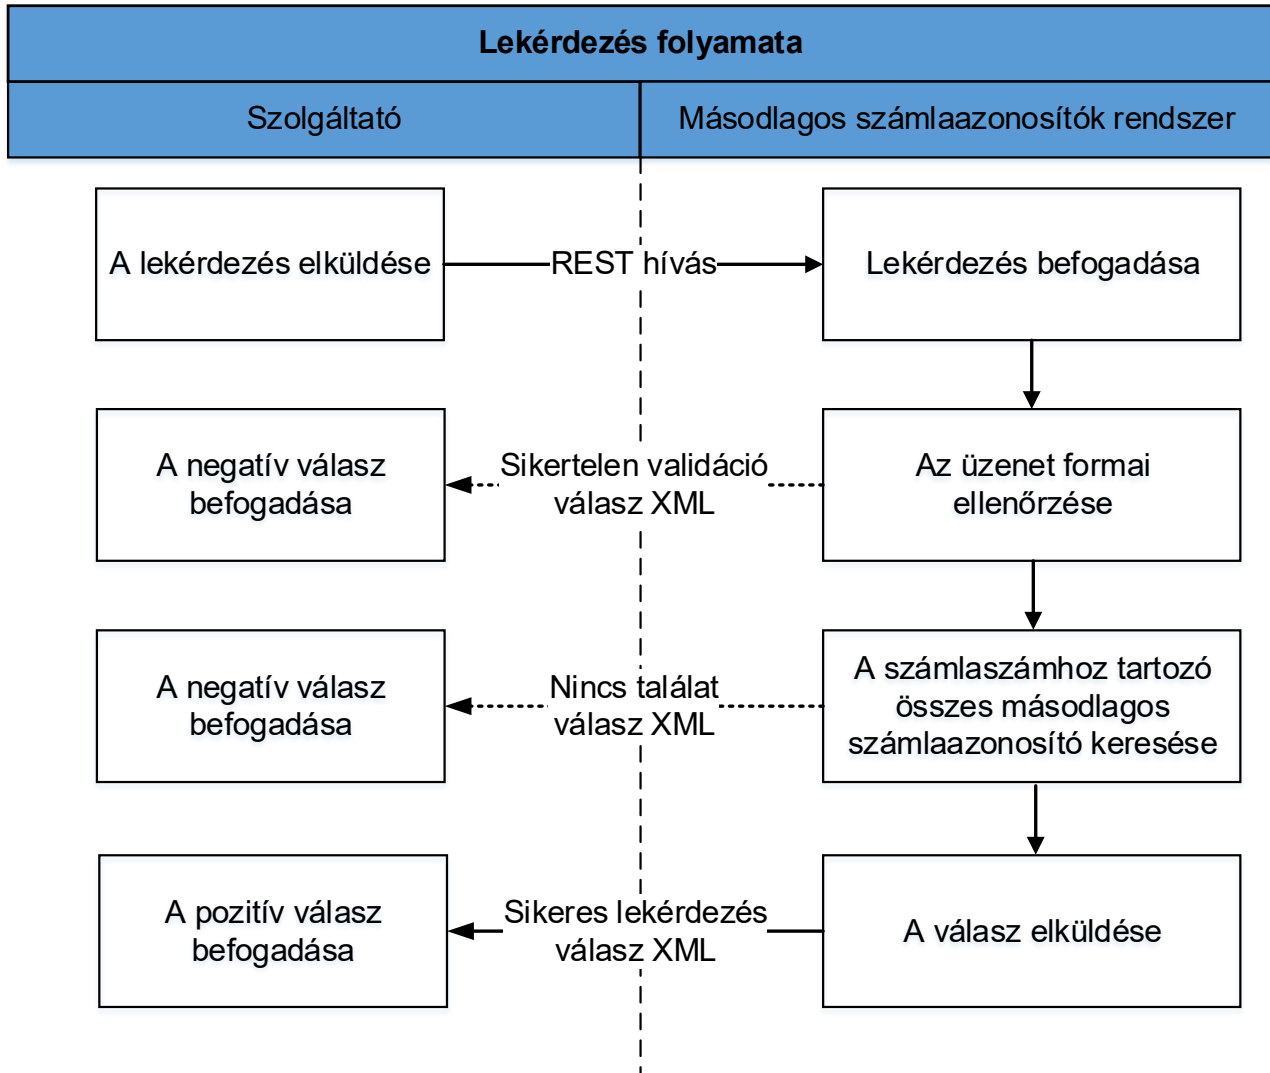 Lekérdezés folyamata
Szolgáltató
Másodlagos számlaazonosítók rendszer
A lekérdezés elküldése
REST hívás
Lekérdezés befogadása
A negatív válasz
befogadása
Sikertelen validáció
válasz XML
Az üzenet formai
ellenőrzése
A negatív válasz
befogadása
Nincs találat
válasz XML
A számlaszámhoz tartozó
összes másodlagos
számlaazonosító keresése
A pozitív válasz
befogadása
Sikeres lekérdezés
válasz XML
A válasz elküldése